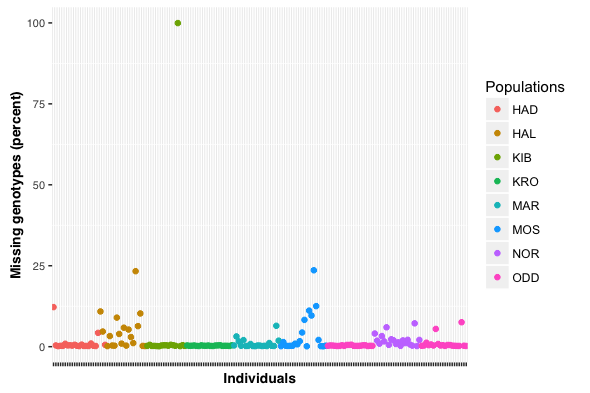 Missing genotypes (percent)
100
75
50
25
0
Individuals
Populations
HAD
HAL
KIB
KRO
MAR
MOS
NOR
ODD